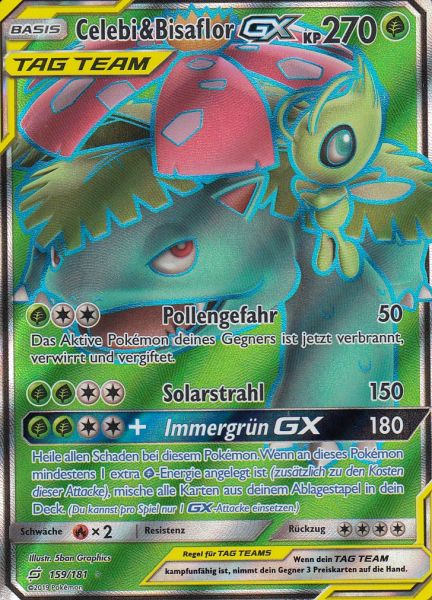 BASIS Celebi&Bisaflor GX KP 270
TAG TEAM
Pollengefahr 50
Das Aktive Pokémon deines Gegners ist jetzt verbrannt,
verwirrt und vergiftet.
Solarstrahl 150
+ Immergrün GX 180
Heile allen Schaden bei diesem Pokémon. Wenn an dieses Pokémon
mindestens 1 extra -Energie angelegt ist (zusätzlich zu den Kosten
dieser Attacke), mische alle Karten aus deinem Ablagestapel in dein
Deck. (Du kannst pro Spiel nur 1 GX-Attacke einsetzen.)
Schwäche ×2 Resistenz Rückzug
Illustr. 5ban Graphics
159/181
©2019 Pokémon
Regel für TAG TEAMS
Wenn dein TAG TEAM
kampfunfähig ist, nimmt dein Gegner 3 Preiskarten auf die Hand.